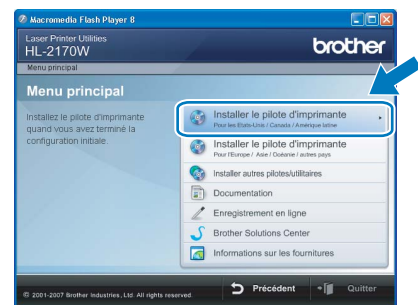 Macromedia Flash Player 8
Laser Printer Utilities
HL-2170W
brother
Menu principal
Menu principal
Installez le pilote d'imprimante
quand vous avez terminé la
configuration initiale.
Installer le pilote d'imprimante
Pour les Etats-Unis / Canada / Amérique latine
Installer le pilote d'imprimante
Pour l'Europe / Asie / Océanie / autres pays
Installer autres pilotes/utilitaires
Documentation
Enregistrement en ligne
Brother Solutions Center
Informations sur les fournitures
© 2001-2007 Brother Industries, Ltd. All rights reserved
Précédent
Quitter